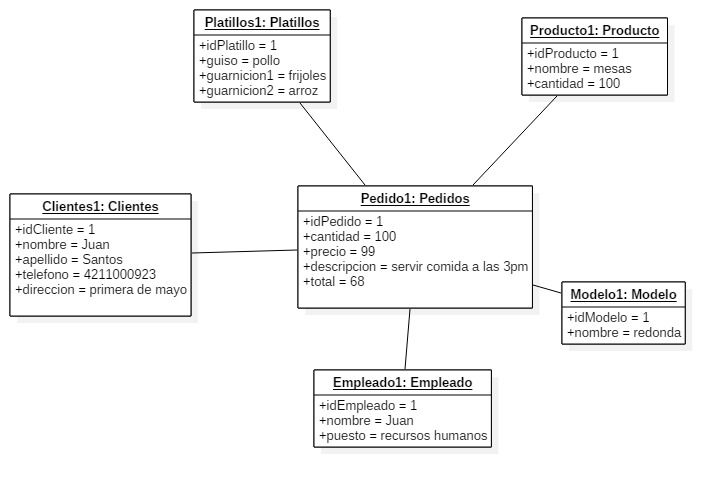 Platillos1: Platillos
+idPlatillo = 1
+guiso = pollo
+guarnicion1 = frijoles
+guarnicion2 = arroz
Producto1: Producto
+idProducto = 1
+nombre = mesas
+cantidad = 100
Clientes1: Clientes
+idCliente = 1
+nombre = Juan
+apellido = Santos
+telefono = 4211000923
+direccion = primera de mayo
Pedido1: Pedidos
+idPedido = 1
+cantidad = 100
+precio = 99
+descripcion = servir comida a las 3pm
+total = 68
Modelo1: Modelo
+idModelo = 1
+nombre = redonda
Empleado1: Empleado
+idEmpleado = 1
+nombre = Juan
+puesto = recursos humanos